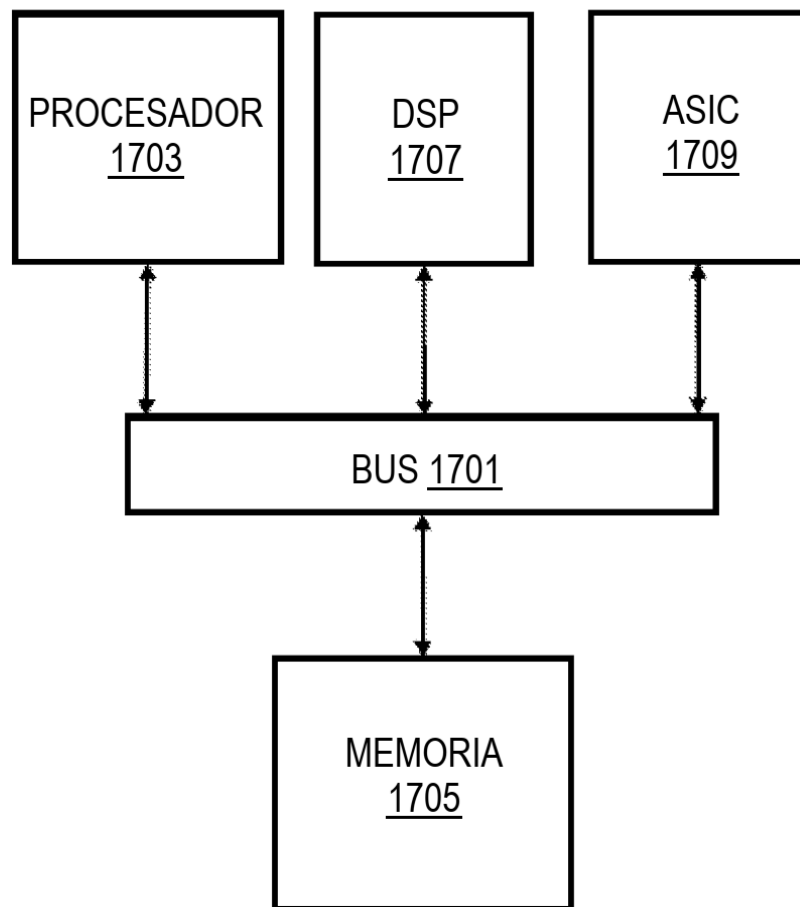 PROCESADOR
1703
DSP
1707
ASIC
1709
BUS 1701
MEMORIA
1705